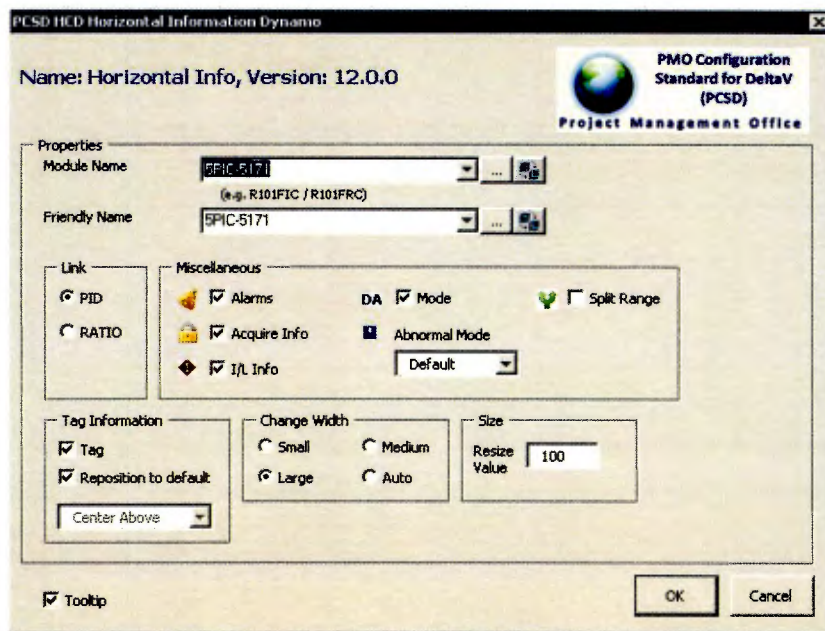 PCSD HCD Horizontal Information Dynamo
Name: Horizontal Info, Version: 12.0.0
PMO Configuration
Standard for DeltaV
(PCSD)
Project Management Office
Properties
Module Name
5PIC-5171
...
(e.g. R101FIC / R101FRC)
Friendly Name
5PIC-5171
...
Link
PID
RATIO
Miscellaneous
Alarms
DA
Mode
Split Range
Acquire Info
Abnormal Mode
I/L Info
Default
Tag Information
Tag
Reposition to default
Center Above
Change Width
Small
Medium
Large
Auto
Size
Resize
Value
100
Tooltip
OK
Cancel